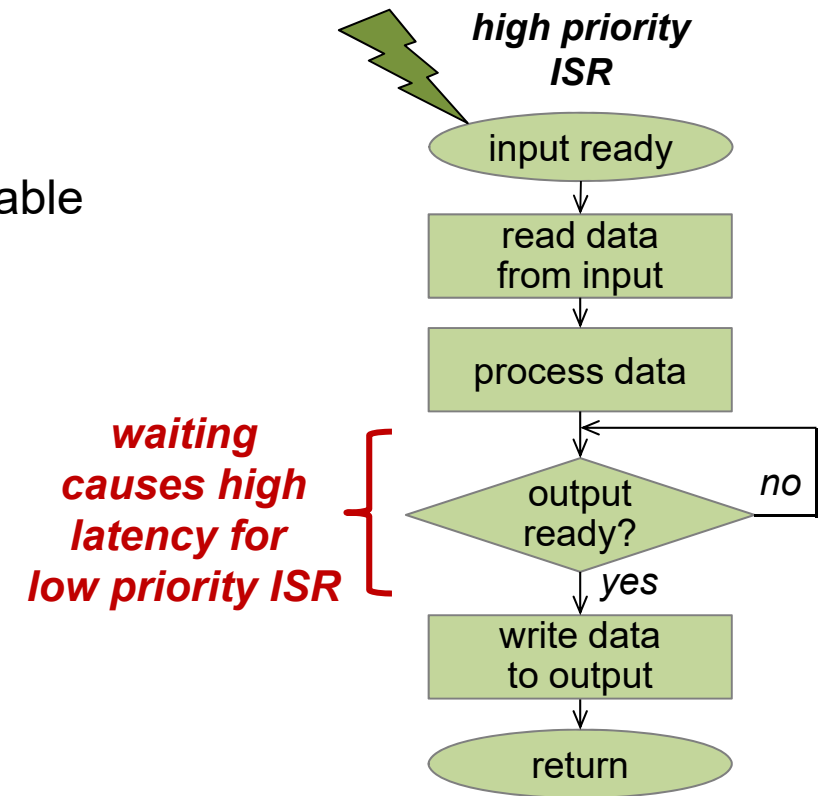 high priority
ISR
input ready
able
read data
from input
process data
waiting
causes high
latency for
low priority ISR
output
ready?
no
yes
write data
to output
return